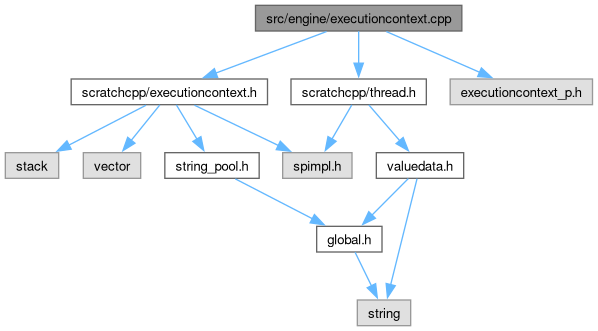 src/engine/executioncontext.cpp
scratchcpp/executioncontext.h
scratchcpp/thread.h
executioncontext_p.h
stack
vector
string_pool.h
spimpl.h
valuedata.h
global.h
string